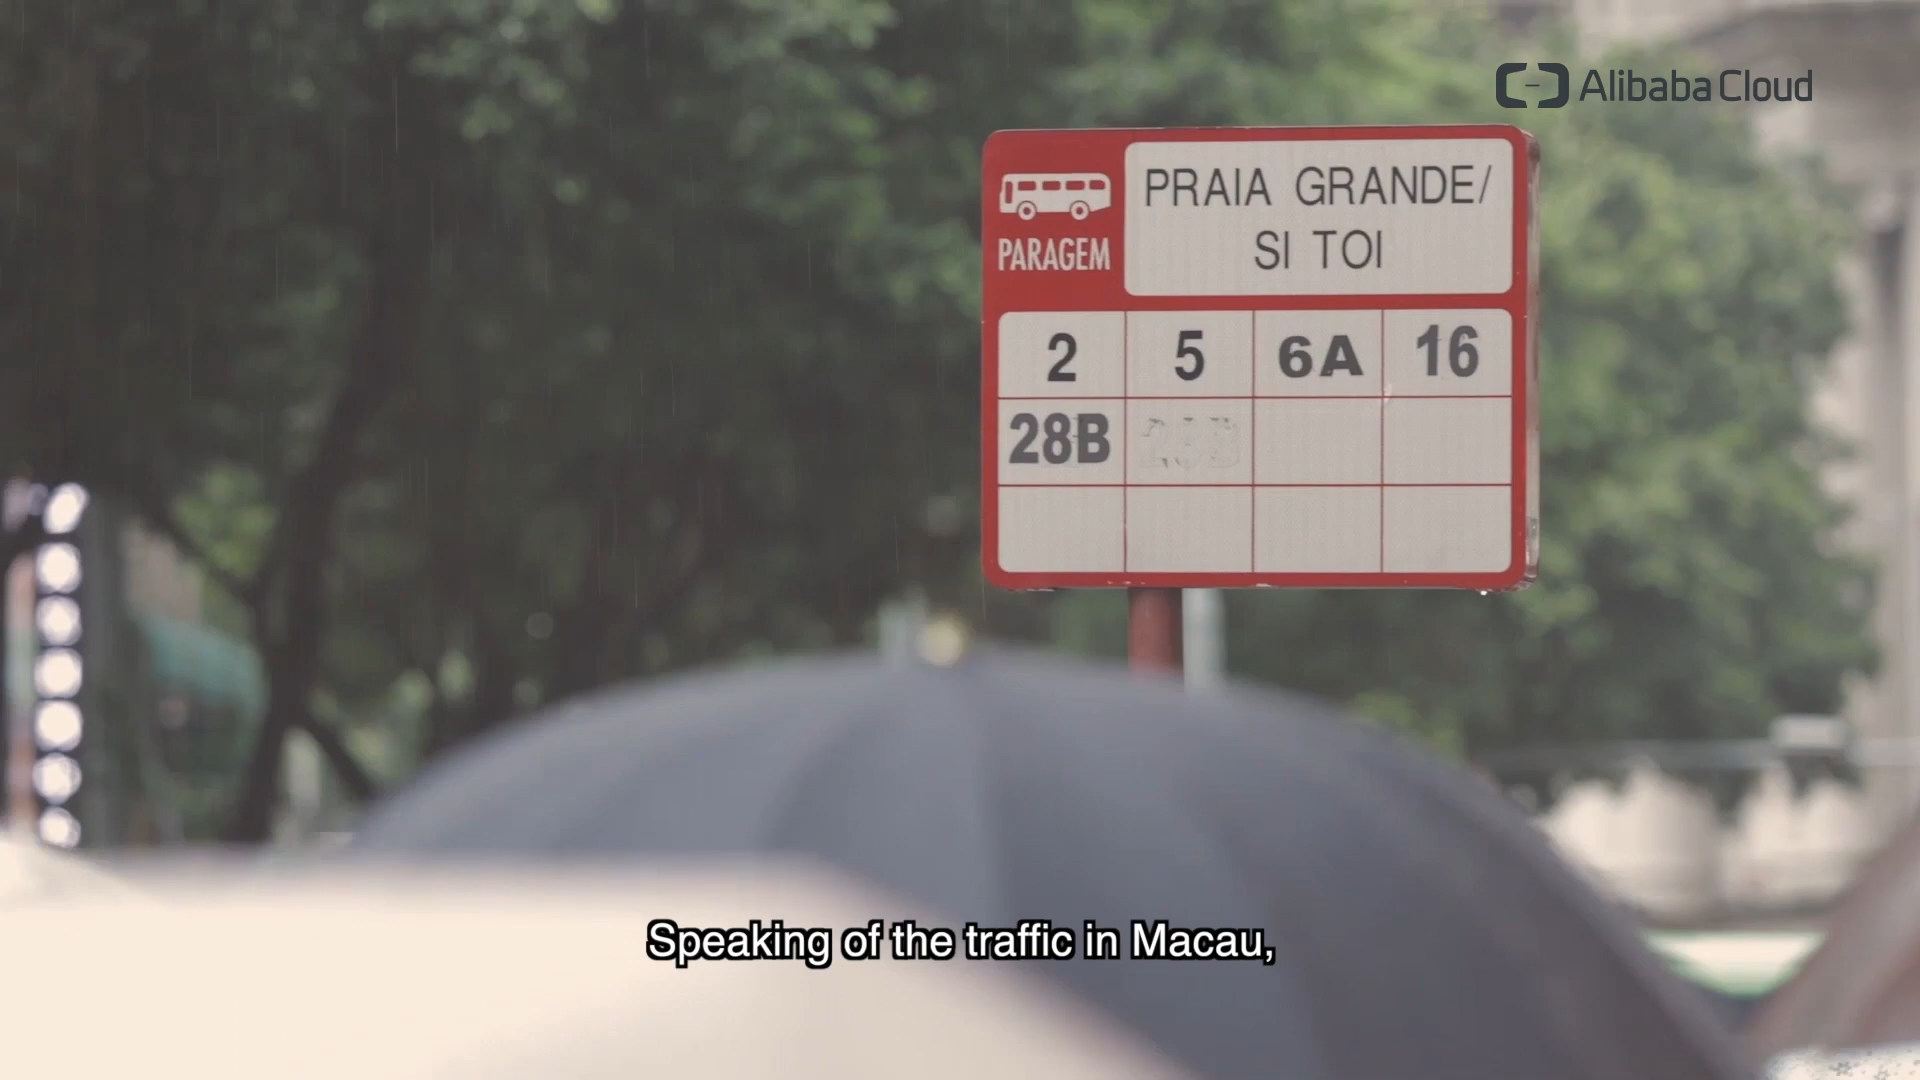 Alibaba Cloud
PRAIA GRANDE/
SI TOI
PARAGEM
2 5 6A 16
28B
Speaking of the traffic in Macau,